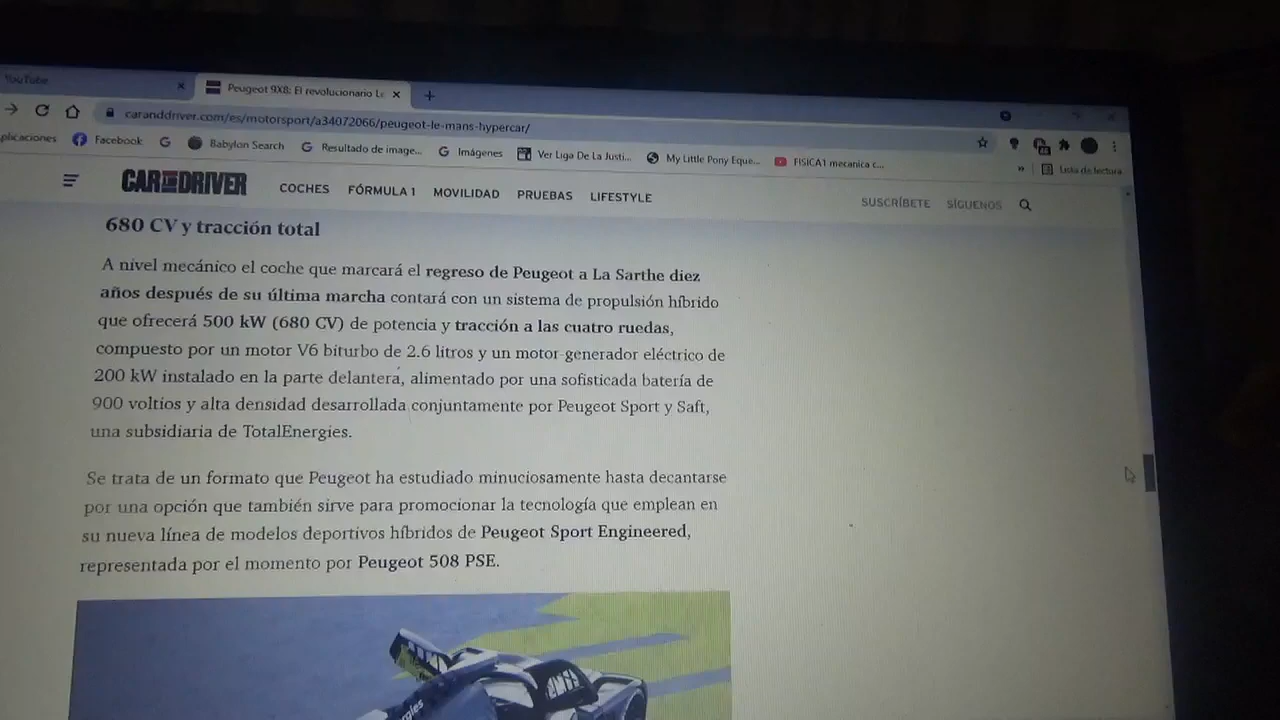 YouTube
Peugeot 9X8: El revolucionario Le
caranddriver.com/es/motorsport/a34072066/peugeot-le-mans-hypercar/
plicaciones Facebook Babylon Search Resultado de image... Imágenes Ver Liga De La Justi... My Little Pony Eque... FISICA1 mecanica c...
» Lista de lectura
CAR AND DRIVER COCHES FÓRMULA 1 MOVILIDAD PRUEBAS LIFESTYLE SUSCRÍBETE SÍGUENOS
680 CV y tracción total
A nivel mecánico el coche que marcará el regreso de Peugeot a La Sarthe diez
años después de su última marcha contará con un sistema de propulsión híbrido
que ofrecerá 500 kW (680 CV) de potencia y tracción a las cuatro ruedas,
compuesto por un motor V6 biturbo de 2.6 litros y un motor-generador eléctrico de
200 kW instalado en la parte delantera, alimentado por una sofisticada batería de
900 voltios y alta densidad desarrollada conjuntamente por Peugeot Sport y Saft,
una subsidiaria de TotalEnergies.
Se trata de un formato que Peugeot ha estudiado minuciosamente hasta decantarse
por una opción que también sirve para promocionar la tecnología que emplean en
su nueva línea de modelos deportivos híbridos de Peugeot Sport Engineered,
representada por el momento por Peugeot 508 PSE.